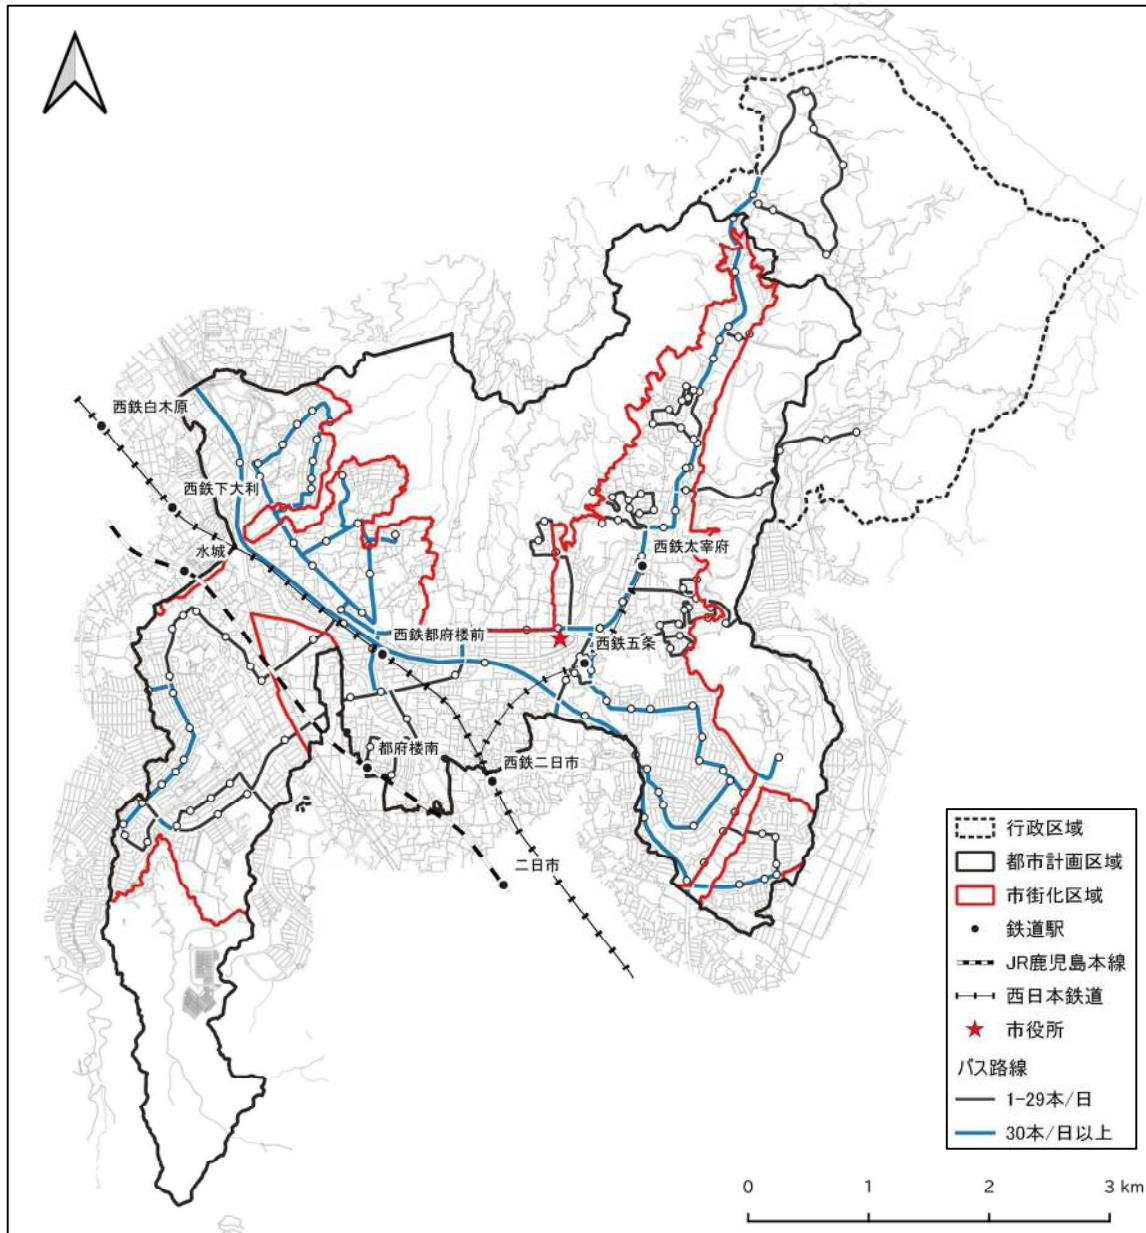 西鉄白木原
西鉄下大利
水城
西鉄太宰府
西鉄都府楼前
西鉄五条
都府楼南
西鉄二日市
二日市
行政区域
都市計画区域
市街化区域
鉄道駅
JR鹿児島本線
西日本鉄道
市役所
バス路線
1-29本/日
30本/日以上
0 1 2 3 km